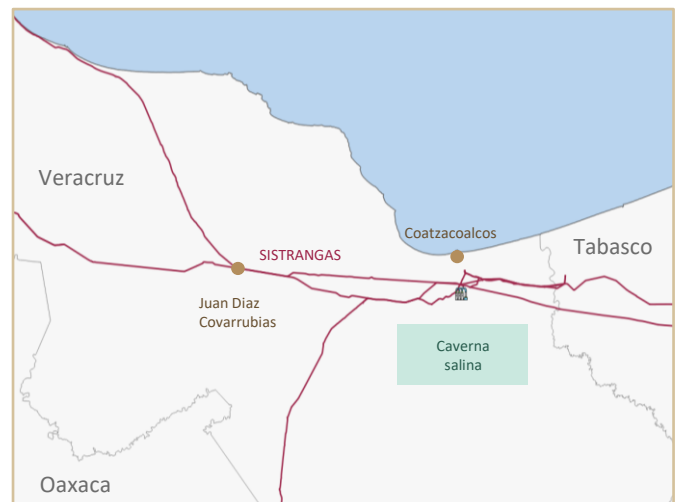 Veracruz
Coatzacoalcos
Tabasco
SISTRANGAS
Juan Diaz
Covarrubias
Caverna
salina
Oaxaca